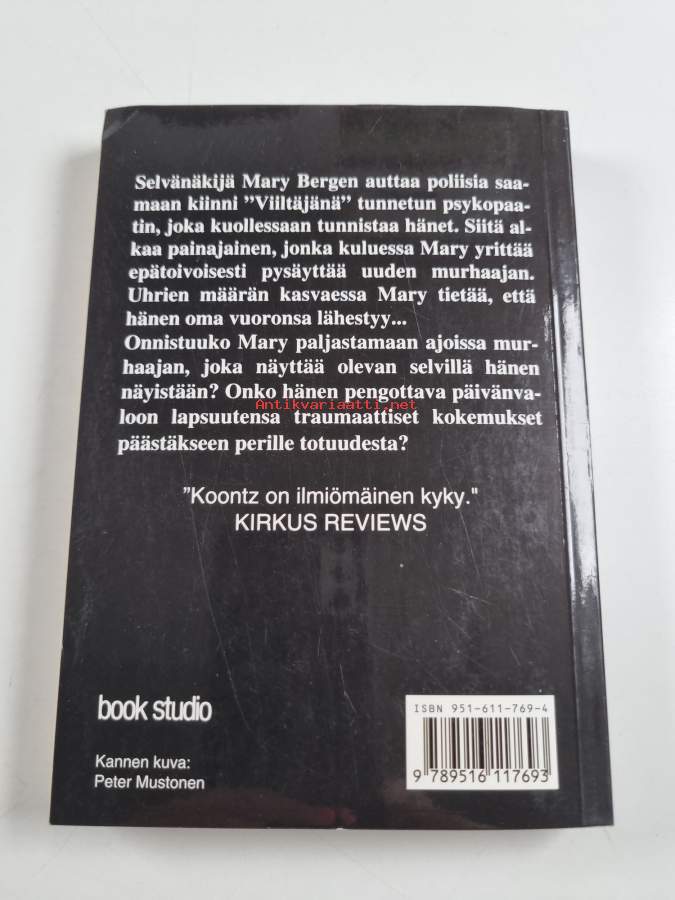 Selvänäkijä Mary Bergen auttaa poliisia saa-
maan kiinni ”Viiltäjänä” tunnetun psykopaa-
tin, joka kuollessaan tunnistaa hänet. Siitä al-
kaa painajainen, jonka kuluessa Mary yrittää
epätoivoisesti pysäyttää uuden murhaajan.
Uhrien määrän kasvaessa Mary tietää, että
hänen oma vuoronsa lähestyy...
Onnistuuko Mary paljastamaan ajoissa mur-
haajan, joka näyttää olevan selvillä hänen
näyistään? Onko hänen pengottava päivänva-
Antikvariaatti.net
loon lapsuutensa traumaattiset kokemukset
päästäkseen perille totuudesta?
”Koontz on ilmiömäinen kyky."
KIRKUS REVIEWS
book studio
Kannen kuva:
Peter Mustonen
ISBN 951-611-769-4
9 789516 117693